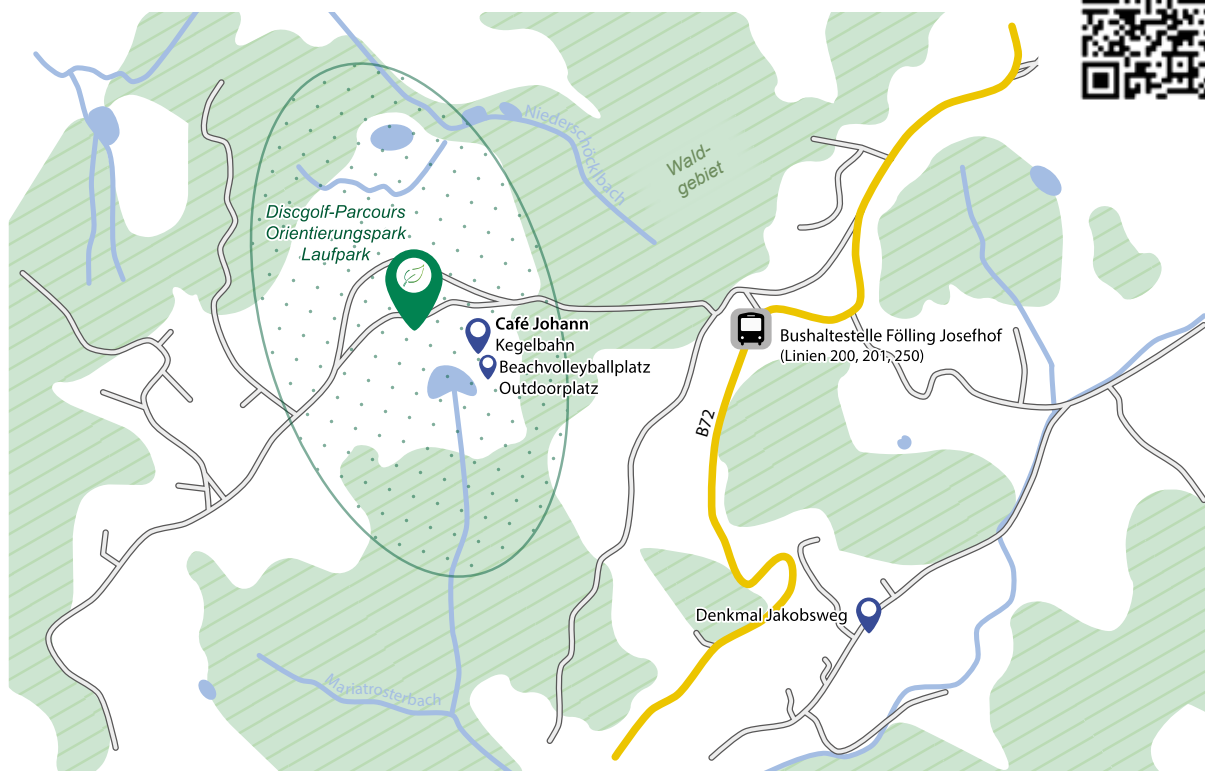 Niederschöcklbach
Wald-
gebiet
Discgolf-Parcours
Orientierungspark
Laufpark
Café Johann
Kegelbahn
Beachvolleyballplatz
Outdoorplatz
Bushaltestelle Fölling Josefhof
(Linien 200, 201, 250)
B72
Denkmal Jakobsweg
Mariatrosterbach